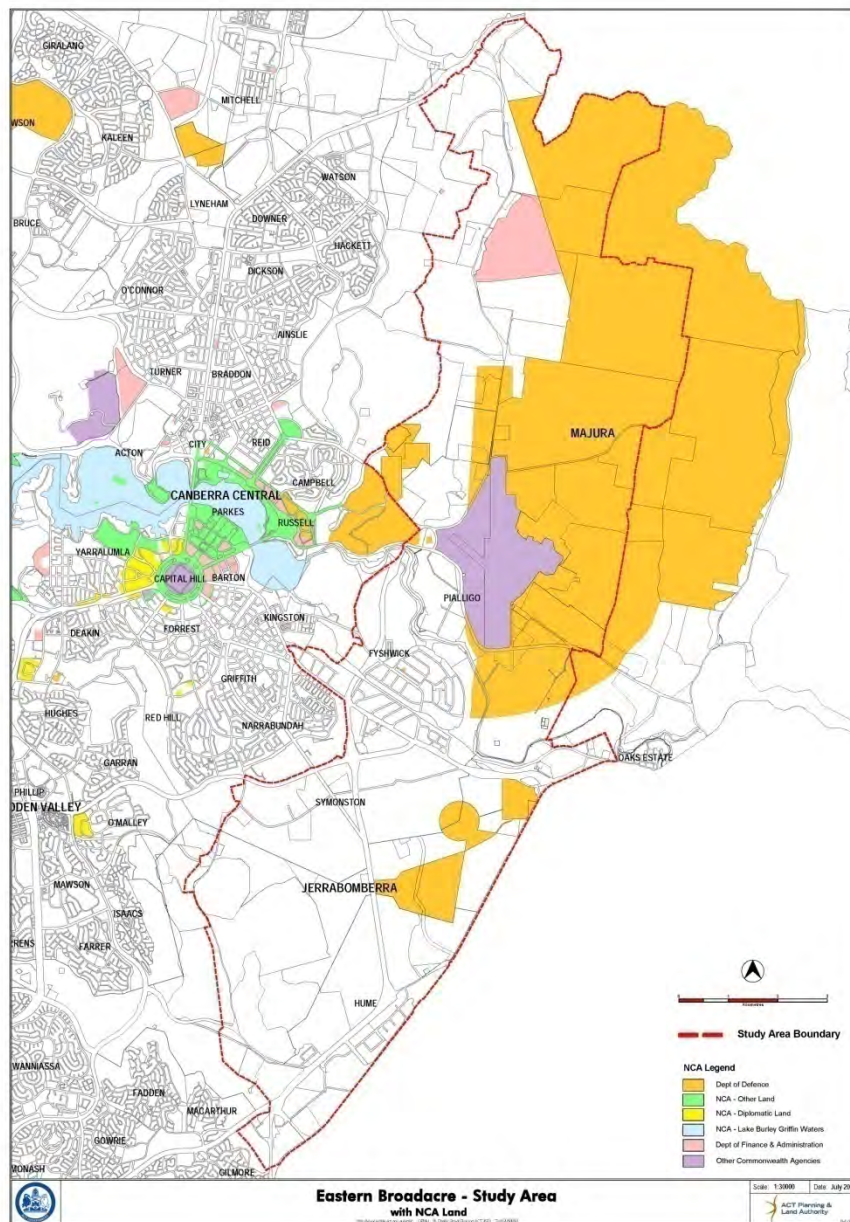 GIRALANG
MITCHELL
WSON
KALEEN
WATSON
LYNEHAM
DOWNER
BRUCE
HACKETT
DICKSON
O'CONNOR
AINSLIE
TURNER
BRADDON
MAJURA
CITY
REID
ACTON
CAMPBELL
CANBERRA CENTRAL
PARKES
RUSSELL
YARRALUMLA
CAPITAL HILL
BARTON
PIALLIGO
KINGSTON
DEAKIN
FORREST
FYSHWICK
GRIFFITH
HUGHES
RED HILL
NARRABUNDAH
GARRAN
OAKS ESTATE
PHILLIP
SYMONSTON
DDEN VALLEY
O'MALLEY
MAWSON
JERRABOMBERRA
ISAACS
RRENS
FARRER
HUME
WANNIASSA
FADDEN
MACARTHUR
GOWRIE
MONASH
GILMORE
Study Area Boundary
NCA Legend
Dept of Defence
NCA - Other Land
NCA - Diplomatic Land
NCA - Lake Burley Griffin Waters
Dept of Finance & Administration
Other Commonwealth Agencies
Eastern Broadacre - Study Area
with NCA Land
Scale: 1:30000
Date: July 20
ACT Planning &
Land Authority